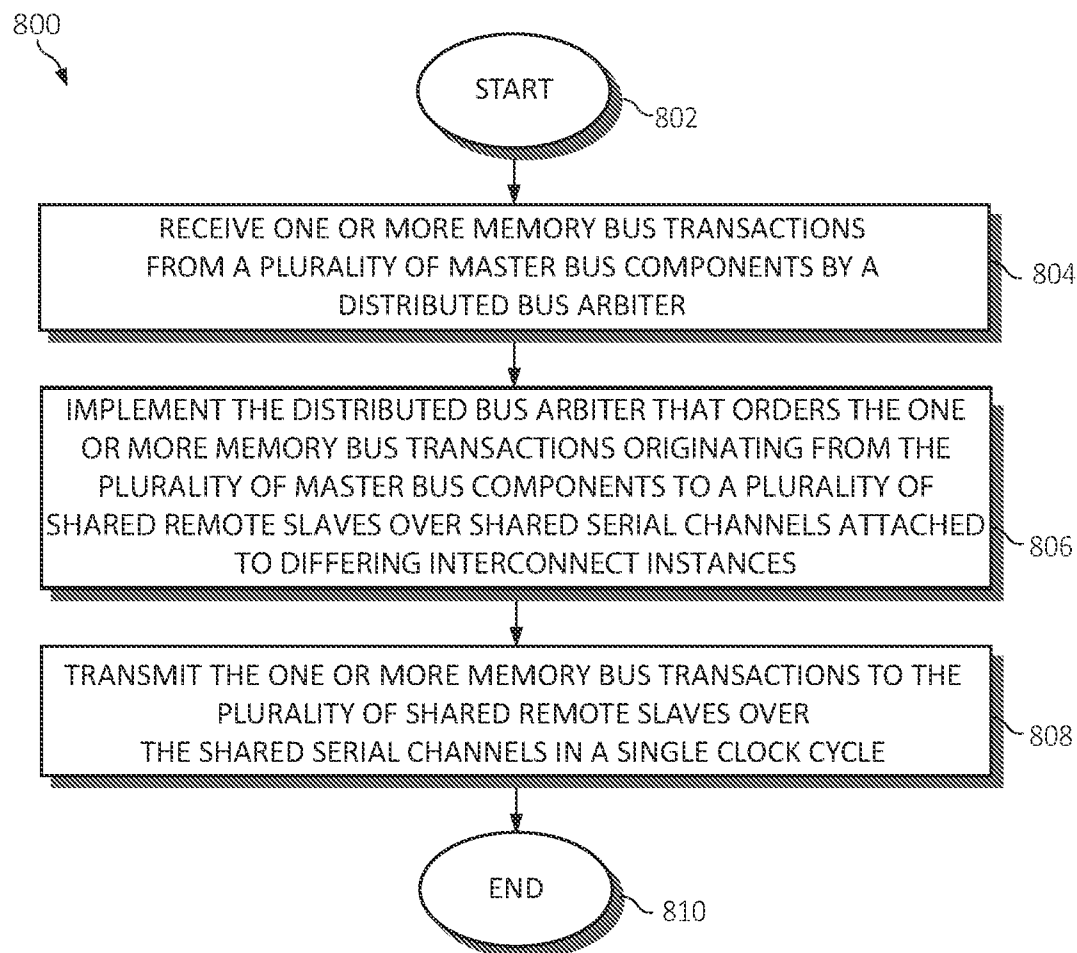 800
START
802
RECEIVE ONE OR MORE MEMORY BUS TRANSACTIONS
FROM A PLURALITY OF MASTER BUS COMPONENTS BY A
DISTRIBUTED BUS ARBITER
804
IMPLEMENT THE DISTRIBUTED BUS ARBITER THAT ORDERS THE ONE
OR MORE MEMORY BUS TRANSACTIONS ORIGINATING FROM THE
PLURALITY OF MASTER BUS COMPONENTS TO A PLURALITY OF
SHARED REMOTE SLAVES OVER SHARED SERIAL CHANNELS ATTACHED
TO DIFFERING INTERCONNECT INSTANCES
806
TRANSMIT THE ONE OR MORE MEMORY BUS TRANSACTIONS TO THE
PLURALITY OF SHARED REMOTE SLAVES OVER
THE SHARED SERIAL CHANNELS IN A SINGLE CLOCK CYCLE
808
END
810